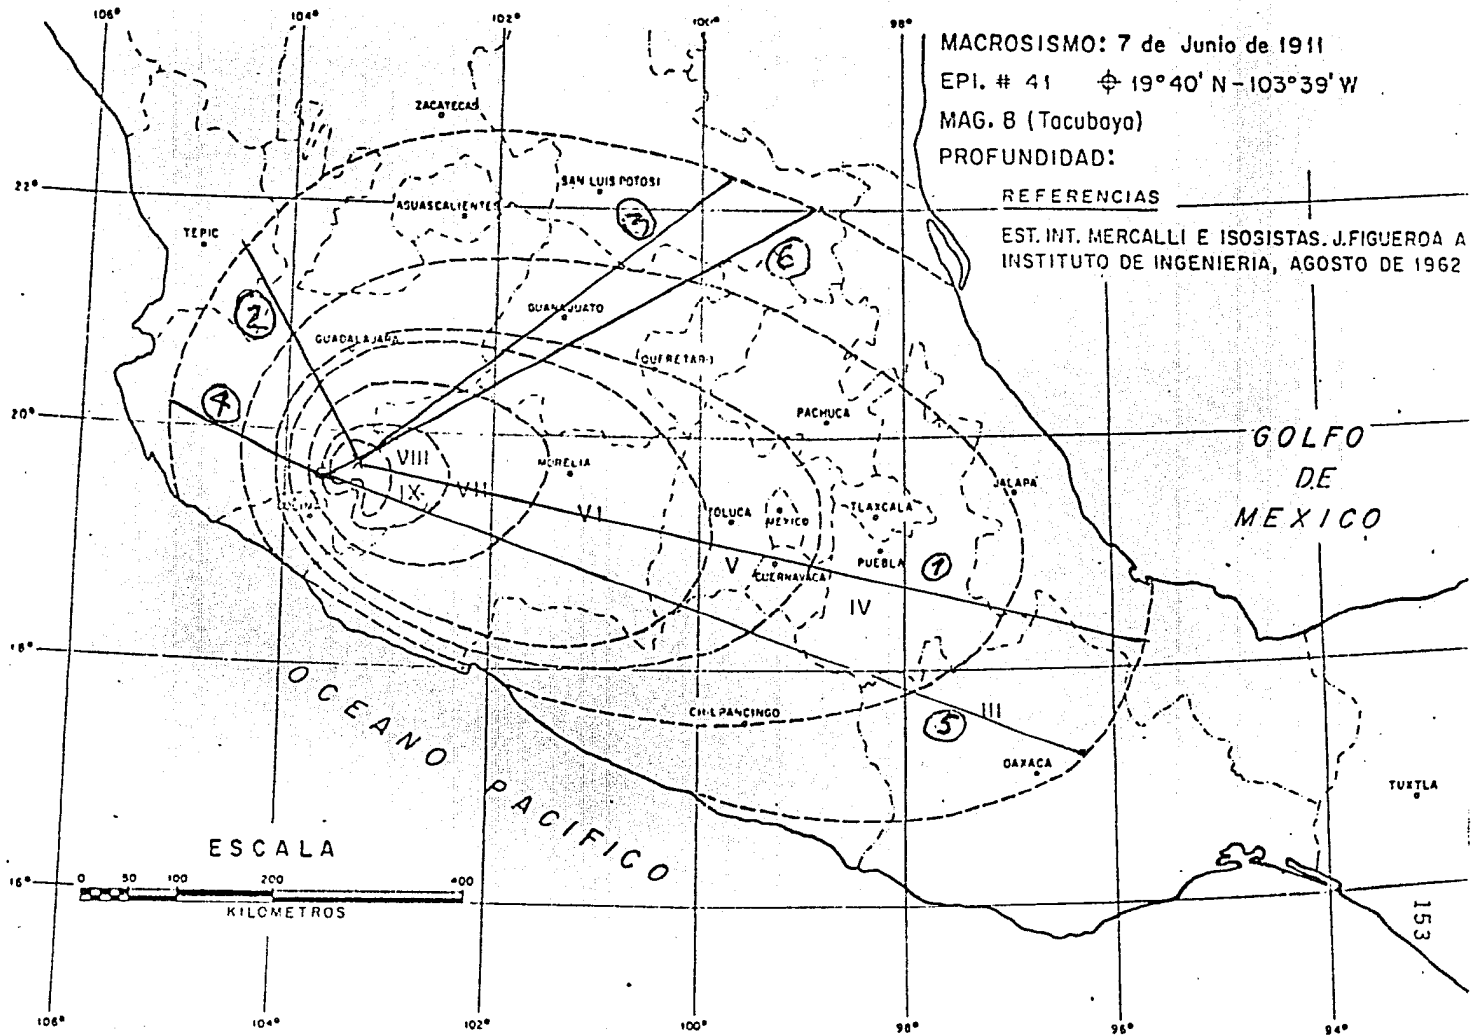 106°
104°
102°
100°
98°
MACROSISMO: 7 de Junio de 1911
EPI. # 41 19°40' N-103°39' W
MAG. 8 (Tacubaya)
PROFUNDIDAD:
REFERENCIAS
EST. INT. MERCALLI E ISOSISTAS. J. FIGUEROA A
INSTITUTO DE INGENIERIA, AGOSTO DE 1962
ZACATECAS
22°
SAN LUIS POTOSI
AGUASCALIENTES
3
TEPIC
6
2
GUANAJUATO
GUADALAJARA
QUERETARO
4
20°
PACHUCA
GOLFO
DE
MEXICO
VIII
MORELIA
IX
VII
JALAPA
COLIMA
VI
TOLUCA
MEXICO
TLAXCALA
V
CUERNAVACA
PUEBLA
1
IV
18°
OCEANO PACIFICO
CHILPANCINGO
III
5
OAXACA
TUXTLA
ESCALA
16°
0 50 100 200 400
KILOMETROS
153
106°
104°
102°
100°
98°
96°
94°